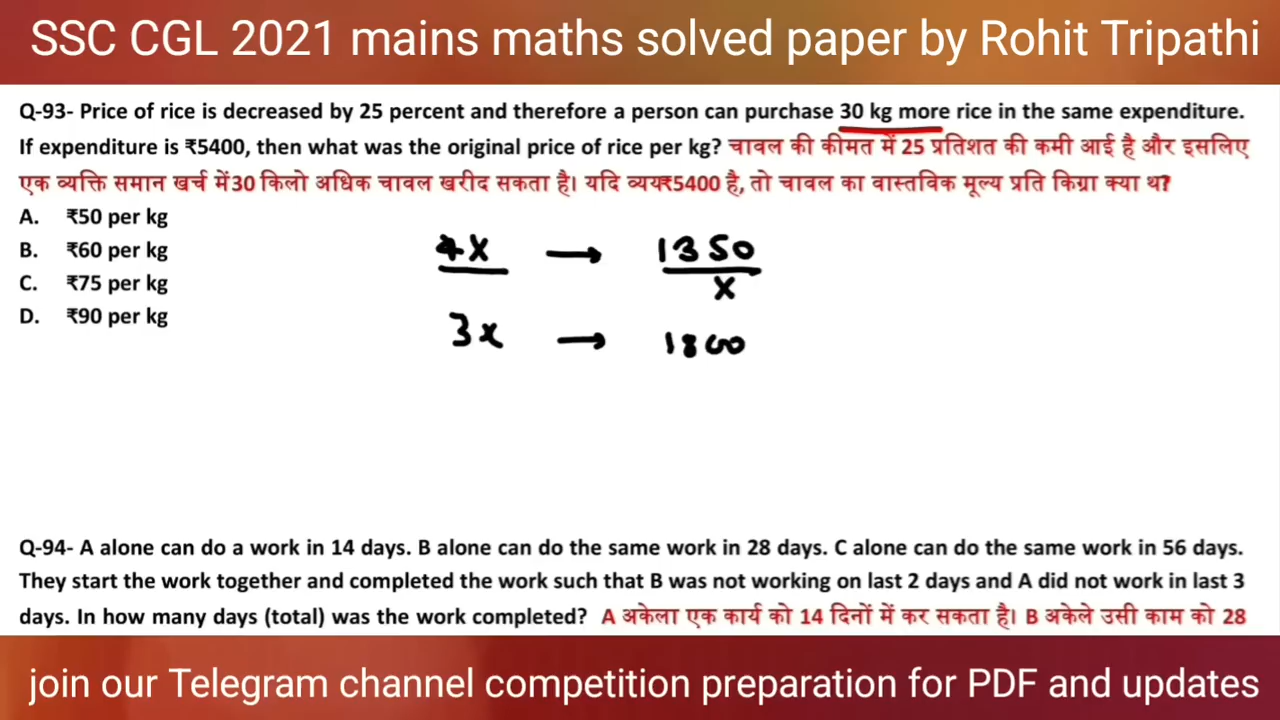 SSC CGL 2021 mains maths solved paper by Rohit Tripathi
Q-93- Price of rice is decreased by 25 percent and therefore a person can purchase 30 kg more rice in the same expenditure.
If expenditure is ₹5400, then what was the original price of rice per kg? चावल की कीमत में 25 प्रतिशत की कमी आई है और इसलिए
एक व्यक्ति समान खर्च में 30 किलो अधिक चावल खरीद सकता है। यदि व्यय ₹5400 है, तो चावल का वास्तविक मूल्य प्रति किग्रा क्या थ?
A. ₹50 per kg
B. ₹60 per kg
C. ₹75 per kg
D. ₹90 per kg
4x → 1350
x
3x → 1800
Q-94- A alone can do a work in 14 days. B alone can do the same work in 28 days. C alone can do the same work in 56 days.
They start the work together and completed the work such that B was not working on last 2 days and A did not work in last 3
days. In how many days (total) was the work completed? A अकेला एक कार्य को 14 दिनों में कर सकता है। B अकेले उसी काम को 28
join our Telegram channel competition preparation for PDF and updates